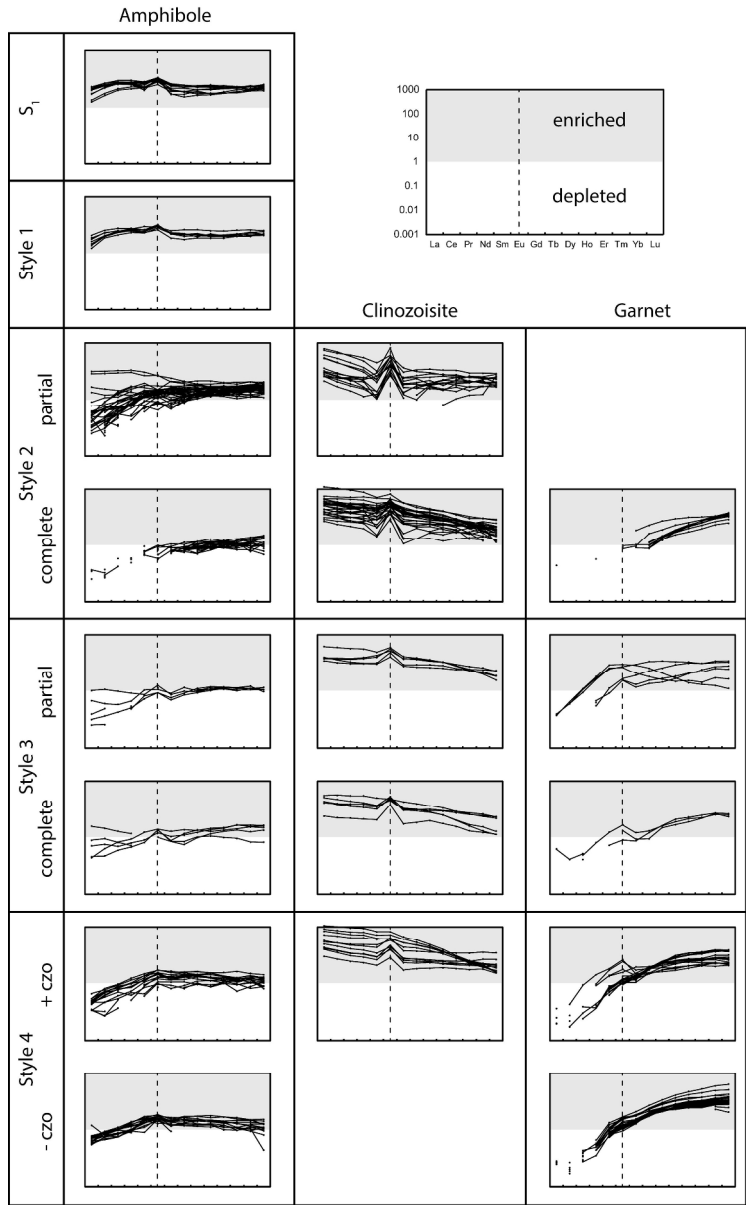 Amphibole
S1
1000
100
10
1
0.1
0.01
0.001
enriched
depleted
La Ce Pr Nd Sm Eu Gd Tb Dy Ho Er Tm Yb Lu
Style 1
Clinozoisite
Garnet
Style 2
partial
complete
Style 3
partial
complete
Style 4
+ czo
- czo